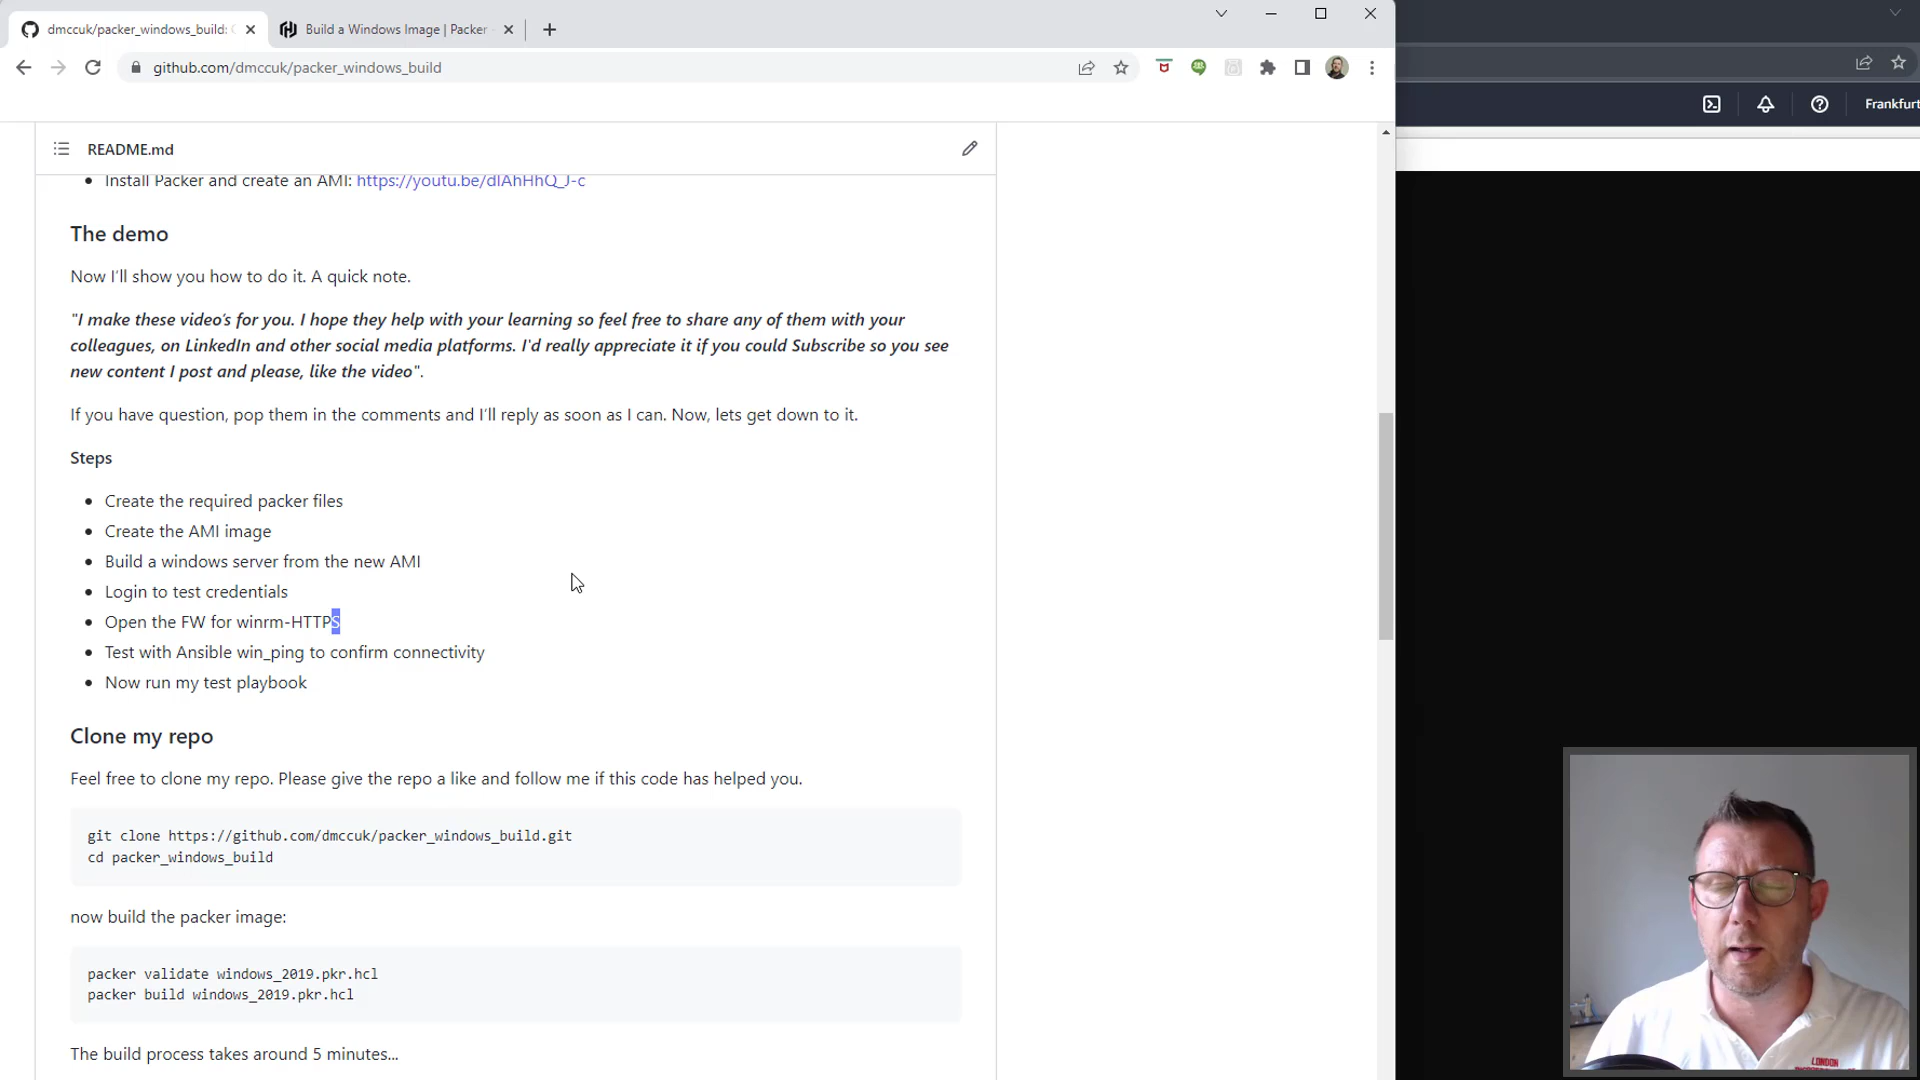 dmccuk/packer_windows_build:
Build a Windows Image | Packer
github.com/dmccuk/packer_windows_build
Frankfurt
README.md
Install Packer and create an AMI: https://youtu.be/dlAhHhQ_J-c
The demo
Now I'll show you how to do it. A quick note.
"I make these video's for you. I hope they help with your learning so feel free to share any of them with your
colleagues, on LinkedIn and other social media platforms. I'd really appreciate it if you could Subscribe so you see
new content I post and please, like the video".
If you have question, pop them in the comments and I'll reply as soon as I can. Now, lets get down to it.
Steps
Create the required packer files
Create the AMI image
Build a windows server from the new AMI
Login to test credentials
Open the FW for winrm-HTTPS
Test with Ansible win_ping to confirm connectivity
Now run my test playbook
Clone my repo
Feel free to clone my repo. Please give the repo a like and follow me if this code has helped you.
git clone https://github.com/dmccuk/packer_windows_build.git
cd packer_windows_build
now build the packer image:
packer validate windows_2019.pkr.hcl
packer build windows_2019.pkr.hcl
The build process takes around 5 minutes...
LONDON